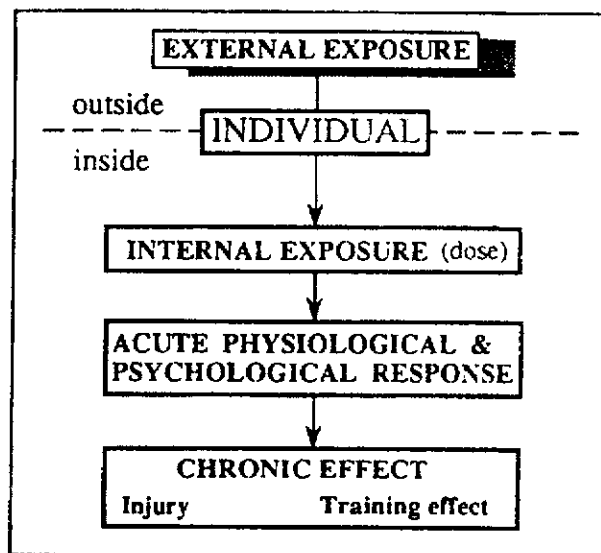 EXTERNAL EXPOSURE
outside
INDIVIDUAL
inside
INTERNAL EXPOSURE (dose)
ACUTE PHYSIOLOGICAL &
PSYCHOLOGICAL RESPONSE
CHRONIC EFFECT
Injury Training effect